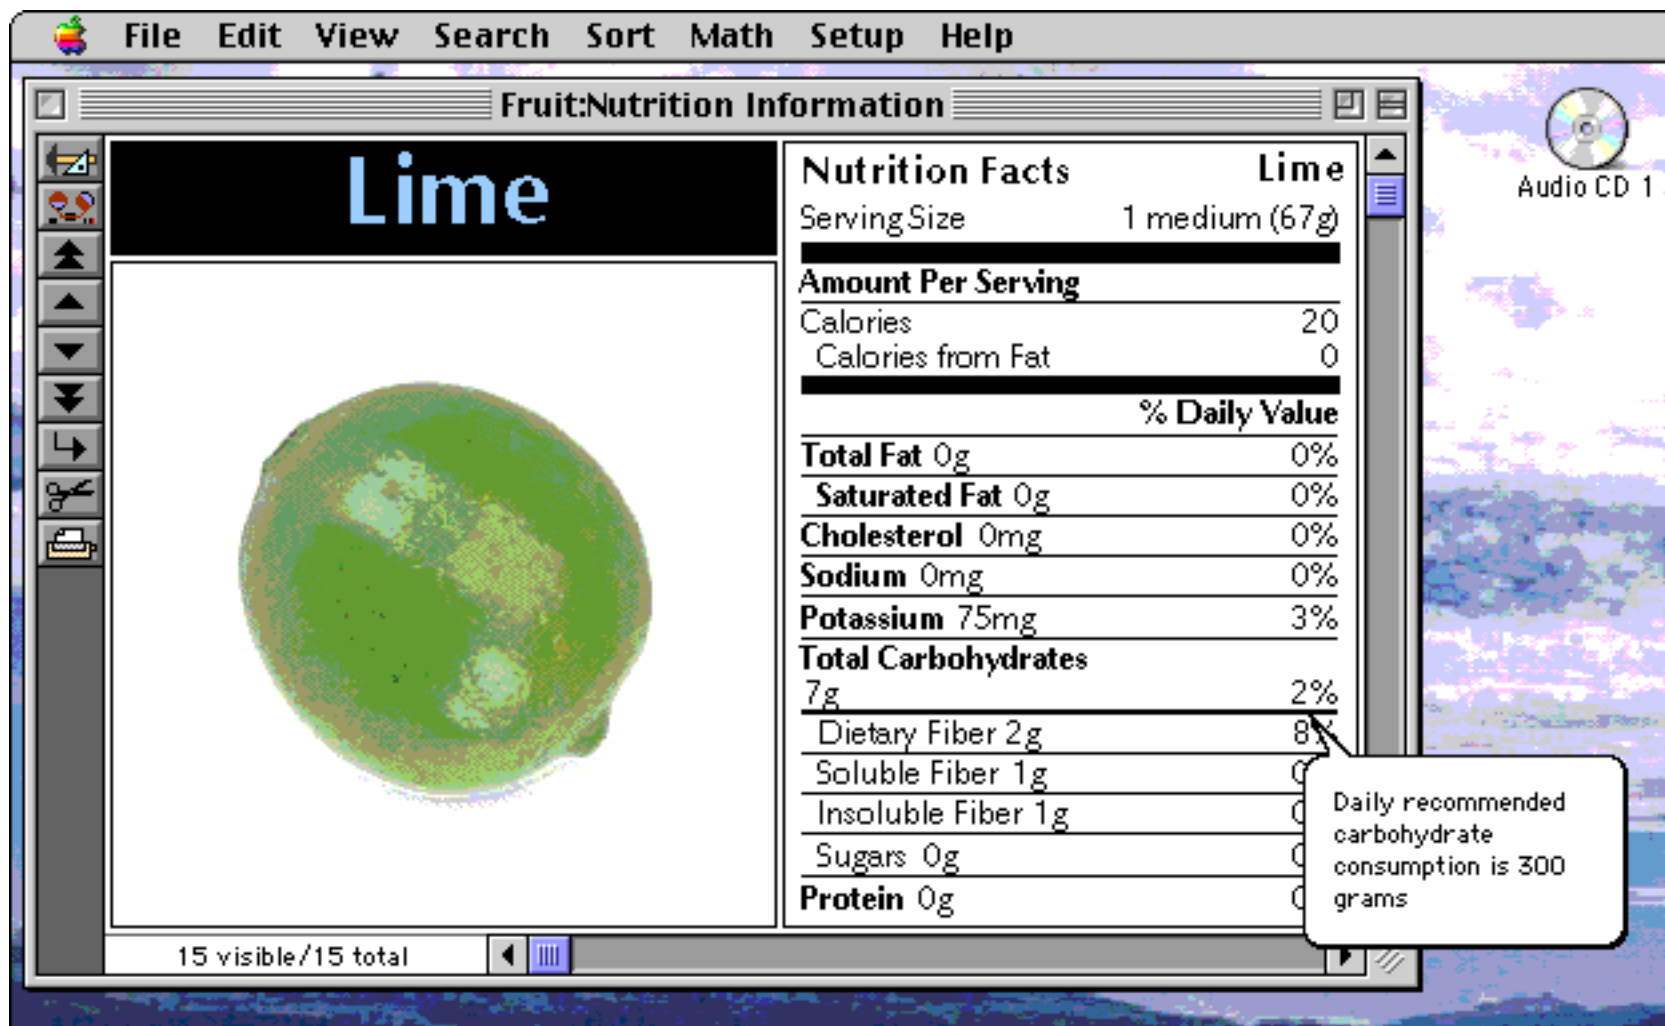 File Edit View Search Sort Math Setup Help
Fruit:Nutrition Information
Audio CD 1
Lime
Nutrition Facts Lime
Serving Size 1 medium (67g)
Amount Per Serving
Calories 20
Calories from Fat 0
% Daily Value
Total Fat 0g 0%
Saturated Fat 0g 0%
Cholesterol 0mg 0%
Sodium 0mg 0%
Potassium 75mg 3%
Total Carbohydrates
7g 2%
Dietary Fiber 2g 8%
Soluble Fiber 1g
Insoluble Fiber 1g
Sugars 0g
Protein 0g
Daily recommended
carbohydrate
consumption is 300
grams
15 visible/15 total